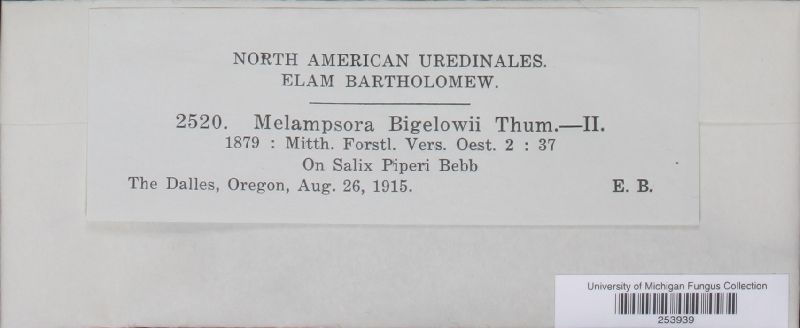 NORTH AMERICAN UREDINALES.
ELAM BARTHOLOMEW.
2520. Melampsora Bigelowii Thum.—II.
1879 : Mitth. Forstl. Vers. Oest. 2 : 37
On Salix Piperi Bebb
The Dalles, Oregon, Aug. 26, 1915. E. B.
University of Michigan Fungus Collection
253939